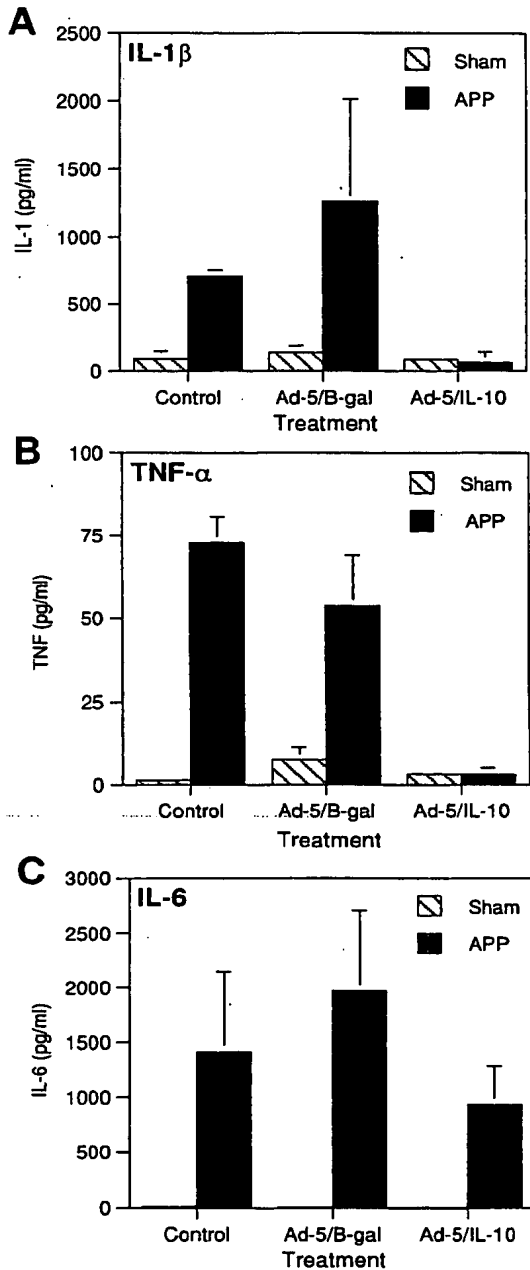 A
IL-1β
Sham
APP
2500
2000
1500
1000
500
0
IL-1 (pg/ml)
Control Ad-5/B-gal Ad-5/IL-10
Treatment
B
TNF-α
Sham
APP
100
75
50
25
0
TNF (pg/ml)
Control Ad-5/B-gal Ad-5/IL-10
Treatment
C
IL-6
Sham
APP
3000
2500
2000
1500
1000
500
0
IL-6 (pg/ml)
Control Ad-5/B-gal Ad-5/IL-10
Treatment